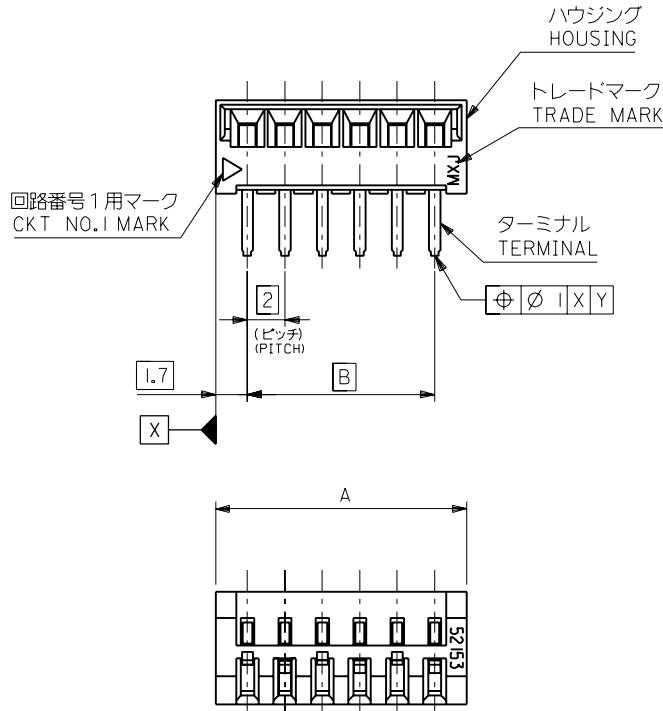 ハウジング
HOUSING
トレードマーク
TRADE MARK
MXJ
回路番号1用マーク
CKT NO.1 MARK
ターミナル
TERMINAL
⌖ Ø 1 X Y
2
(ピッチ)
(PITCH)
1.7
B
X
A
52153